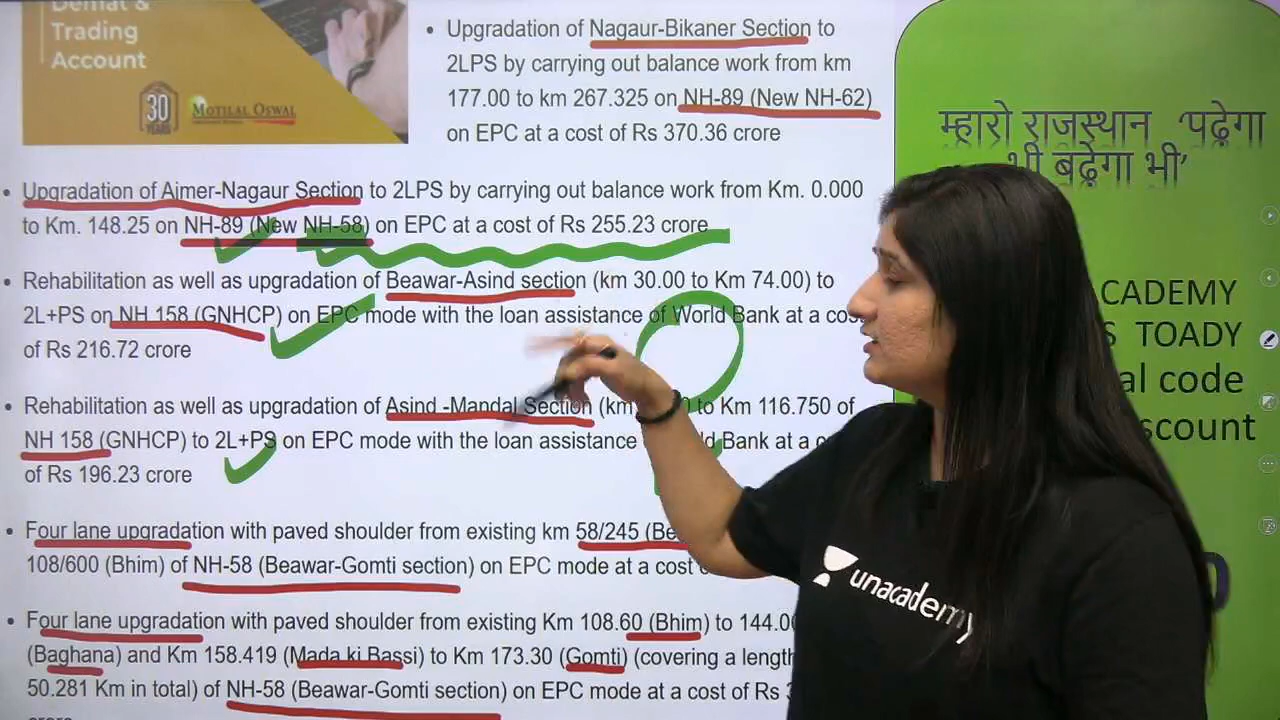 Demat &
Trading
Account
30
YEARS
MOTILAL OSWAL
• Upgradation of Nagaur-Bikaner Section to
2LPS by carrying out balance work from km
177.00 to km 267.325 on NH-89 (New NH-62)
on EPC at a cost of Rs 370.36 crore
• Upgradation of Ajmer-Nagaur Section to 2LPS by carrying out balance work from Km. 0.000
to Km. 148.25 on NH-89 (New NH-58) on EPC at a cost of Rs 255.23 crore
• Rehabilitation as well as upgradation of Beawar-Asind section (km 30.00 to Km 74.00) to
2L+PS on NH 158 (GNHCP) on EPC mode with the loan assistance of World Bank at a
of Rs 216.72 crore
• Rehabilitation as well as upgradation of Asind -Mandal Section (km to Km 116.750 of
NH 158 (GNHCP) to 2L+PS on EPC mode with the loan assistance Bank at a
of Rs 196.23 crore
• Four lane upgradation with paved shoulder from existing km 58/245
108/600 (Bhim) of NH-58 (Beawar-Gomti section) on EPC mode at a cost
• Four lane upgradation with paved shoulder from existing Km 108.60 (Bhim) to
(Baghana) and Km 158.419 (Mada ki Bassi) to Km 173.30 (Gomti) (covering a length
50.281 Km in total) of NH-58 (Beawar-Gomti section) on EPC mode at a cost of Rs
म्हारो राजस्थान 'पढ़ेगा
भी बढ़ेगा भी'
TOADY
code
unacademy